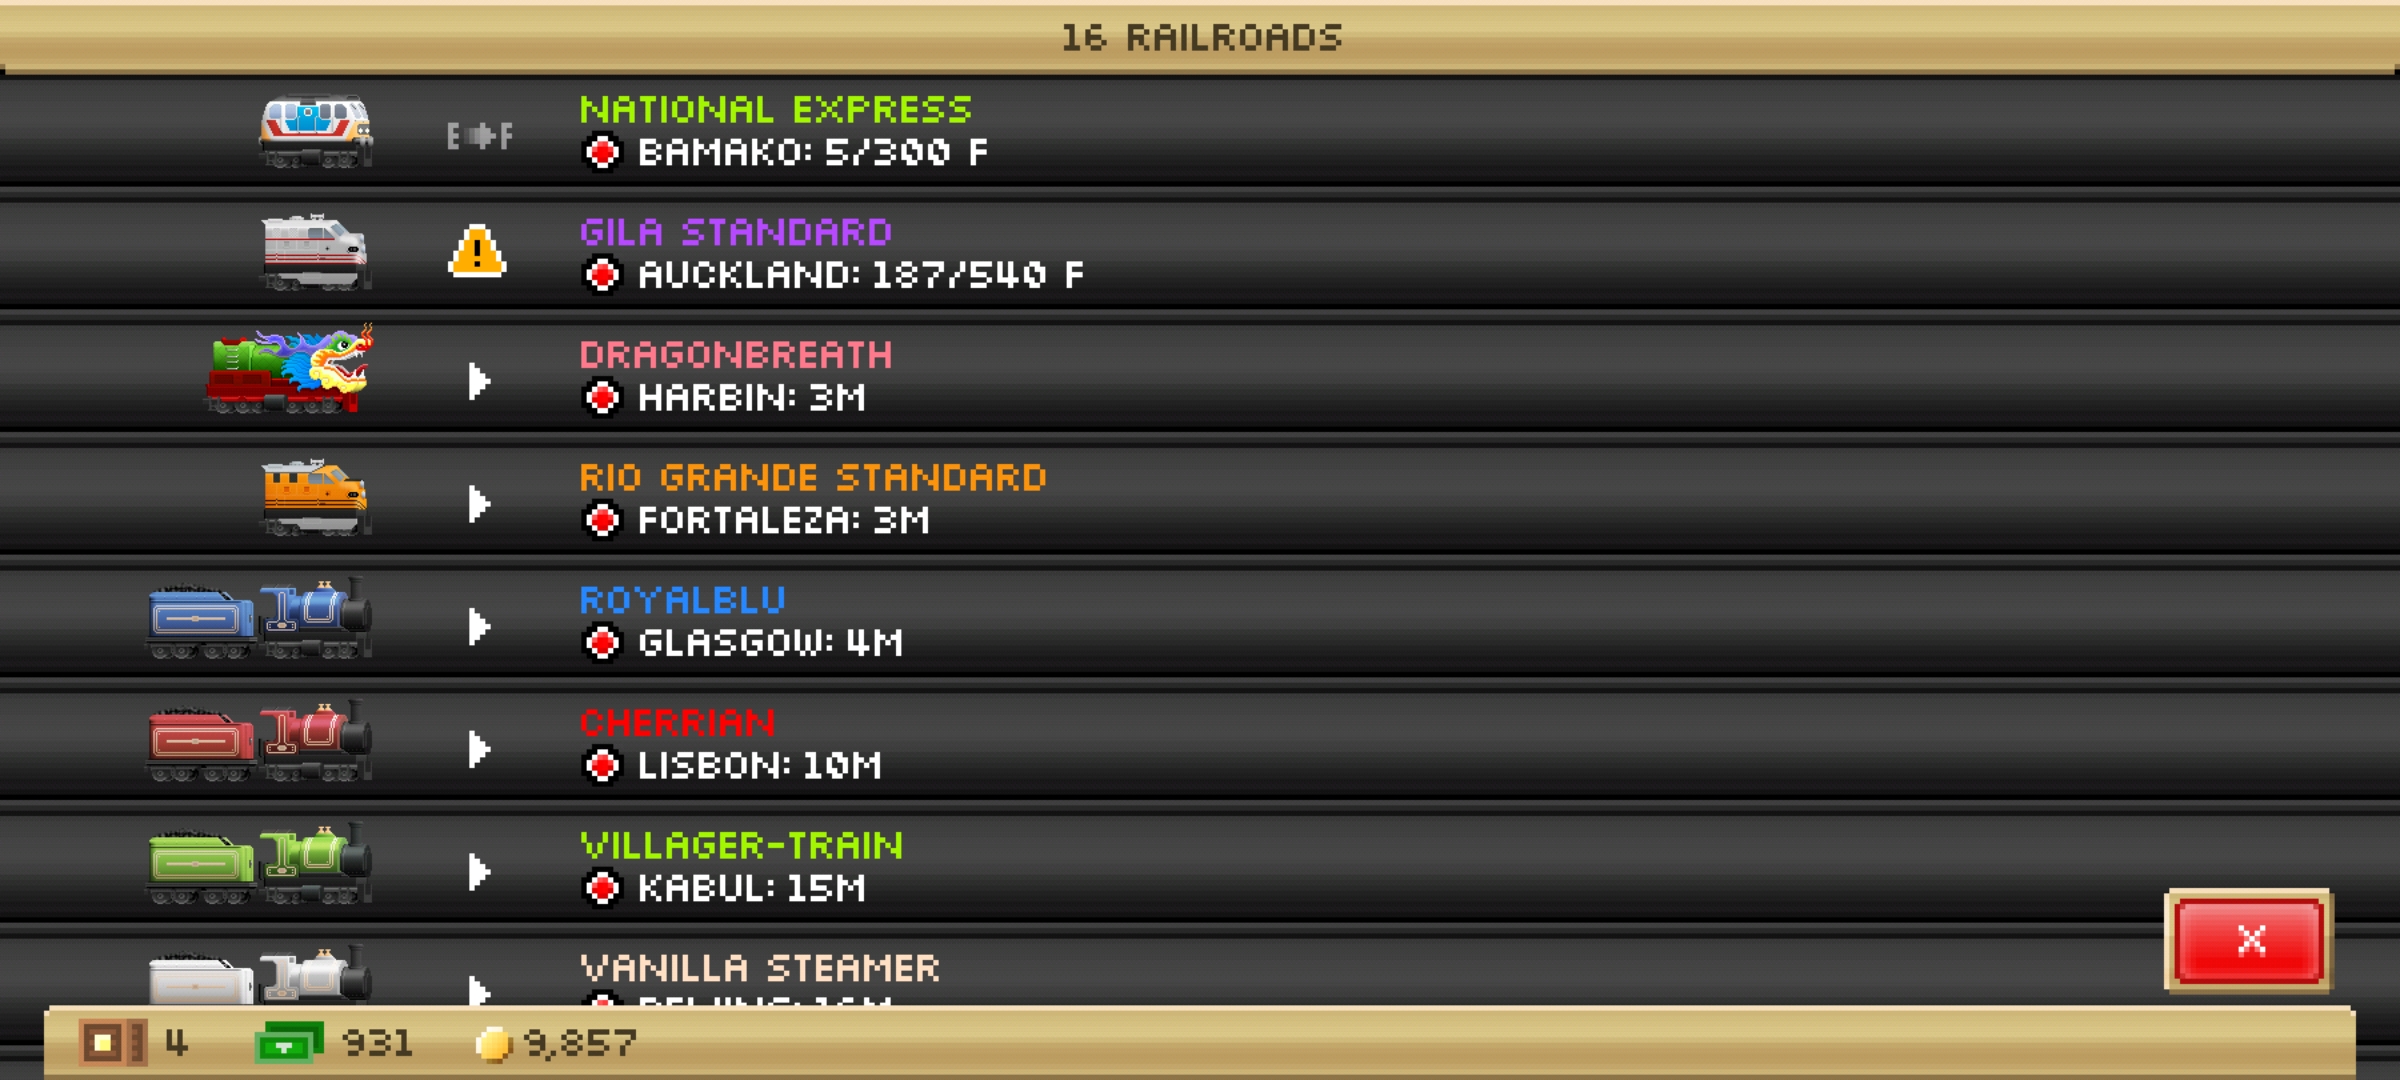 16 RAILROADS
NATIONAL EXPRESS
E F
BAMAKO: 5/300 F
GILA STANDARD
!
AUCKLAND: 187/540 F
DRAGONBREATH
HARBIN: 3M
RIO GRANDE STANDARD
FORTALEZA: 3M
ROYALBLU
GLASGOW: 4M
CHERRIAN
LISBON: 10M
VILLAGER-TRAIN
KABUL: 15M
X
VANILLA STEAMER
4 931 9,857